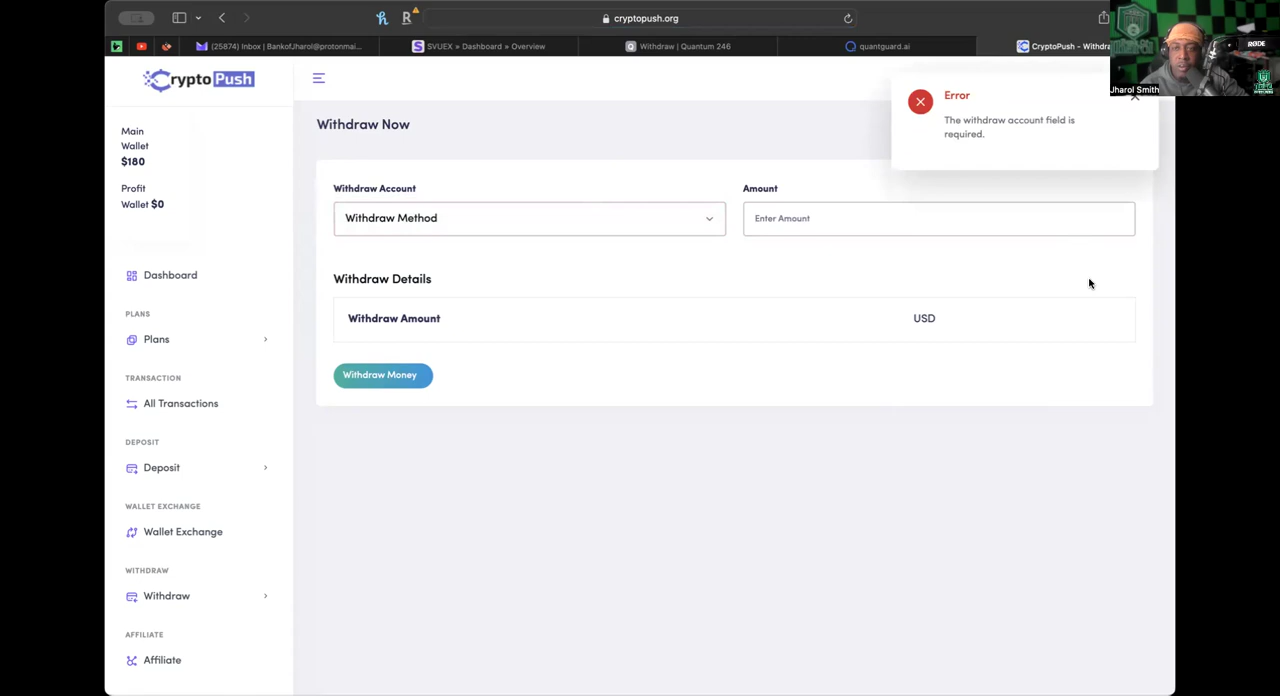 cryptopush.org
(25874) Inbox | BankofJharol@protonmai...
SVUEX » Dashboard » Overview
Withdraw | Quantum 246
quantguard.ai
CryptoPush - Withdra
RØDE
Jharol Smith
CryptoPush
Main
Wallet
$180
Profit
Wallet $0
Dashboard
PLANS
Plans
TRANSACTION
All Transactions
DEPOSIT
Deposit
WALLET EXCHANGE
Wallet Exchange
WITHDRAW
Withdraw
AFFILIATE
Affiliate
Withdraw Now
Error
The withdraw account field is
required.
Withdraw Account
Withdraw Method
Amount
Enter Amount
Withdraw Details
Withdraw Amount USD
Withdraw Money